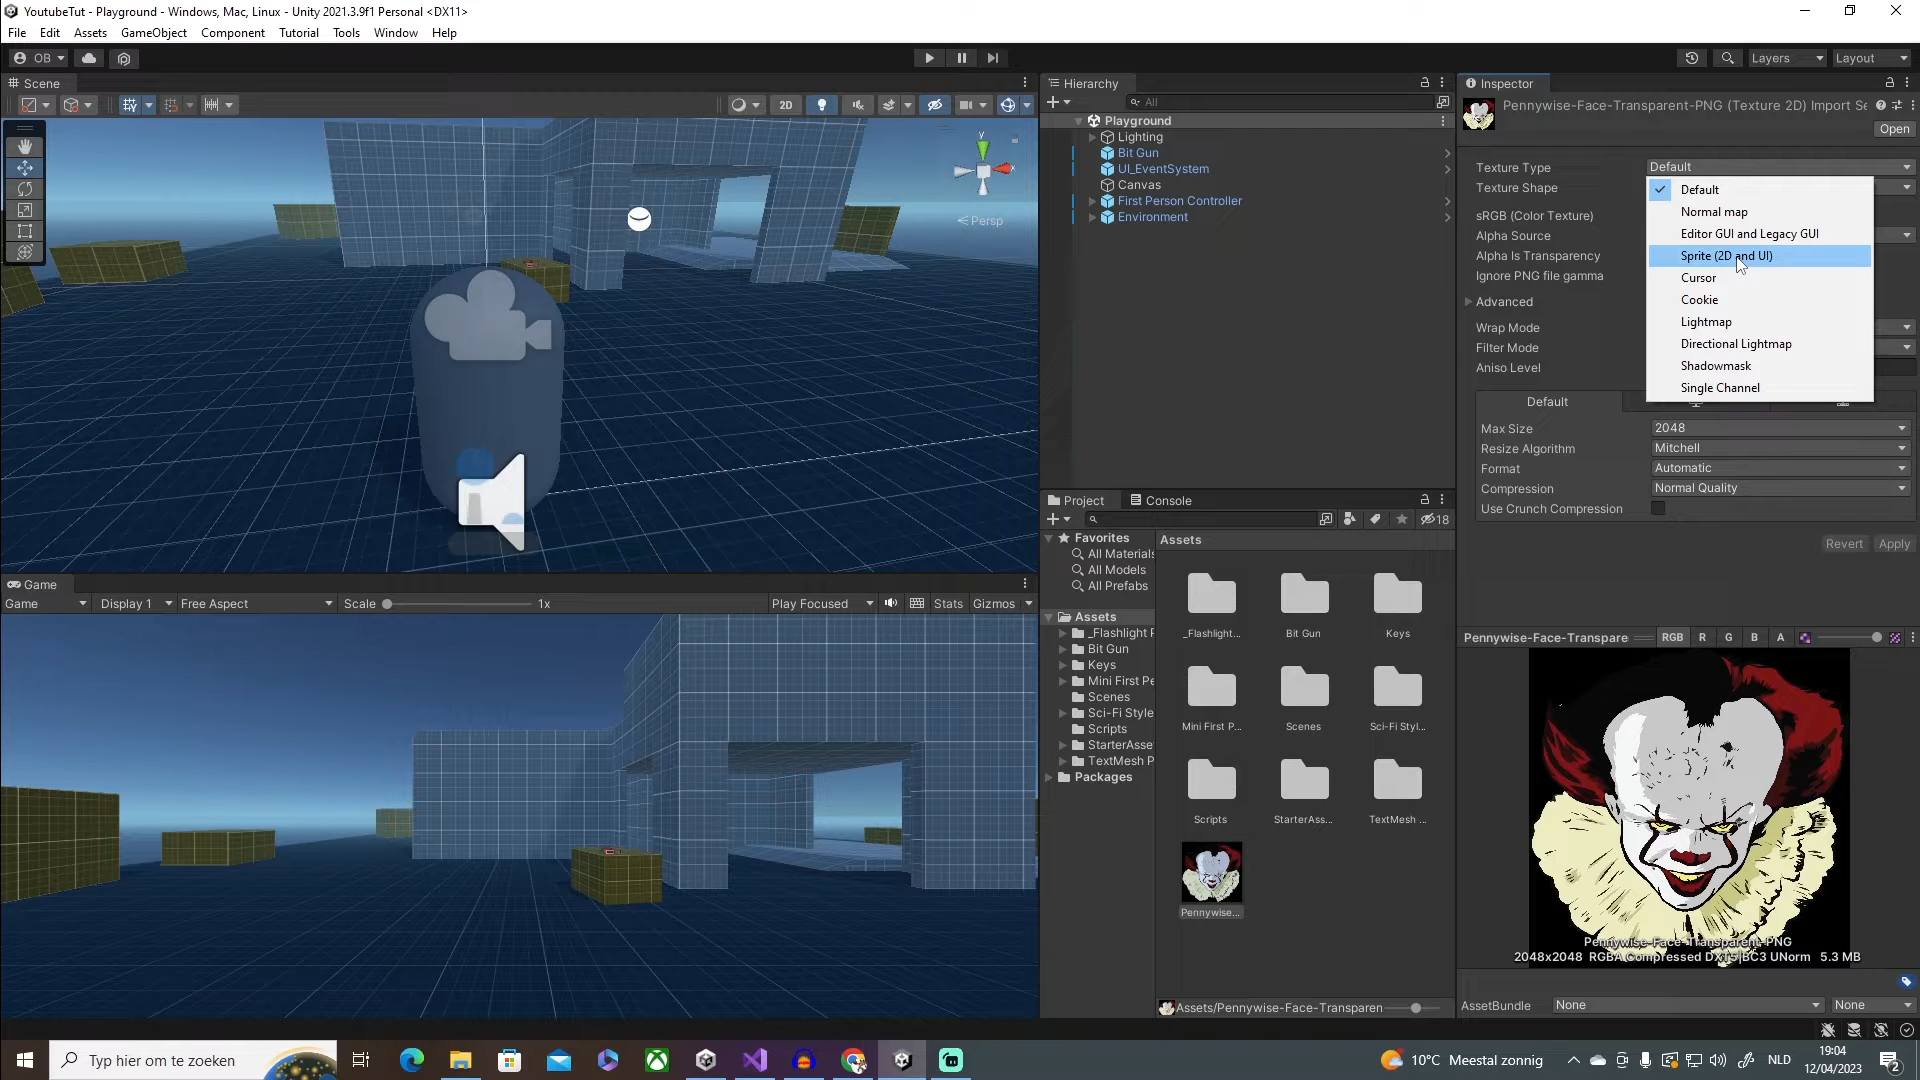 YoutubeTut - Playground - Windows, Mac, Linux - Unity 2021.3.9f1 Personal <DX11>
File Edit Assets GameObject Component Tutorial Tools Window Help
OB
Layers Layout
Scene
2D
y
x
Persp
Game
Game Display 1 Free Aspect Scale 1x Play Focused Stats Gizmos
Hierarchy
All
Playground
Lighting
Bit Gun
UI_EventSystem
Canvas
First Person Controller
Environment
Project Console
18
Favorites
All Materials
All Models
All Prefabs
Assets
_Flashlight P
Bit Gun
Keys
Mini First Pe
Scenes
Sci-Fi Style
Scripts
StarterAsse
TextMesh P
Packages
Assets
_Flashlight... Bit Gun Keys
Mini First P... Scenes Sci-Fi Styl...
Scripts StarterAss... TextMesh ...
Pennywise...
Assets/Pennywise-Face-Transparen
Inspector
Pennywise-Face-Transparent-PNG (Texture 2D) Import Se
Open
Texture Type Default
Texture Shape
sRGB (Color Texture)
Alpha Source
Alpha Is Transparency
Ignore PNG file gamma
Advanced
Wrap Mode
Filter Mode
Aniso Level
Default
Normal map
Editor GUI and Legacy GUI
Sprite (2D and UI)
Cursor
Cookie
Lightmap
Directional Lightmap
Shadowmask
Single Channel
Default
Max Size 2048
Resize Algorithm Mitchell
Format Automatic
Compression Normal Quality
Use Crunch Compression
Revert Apply
Pennywise-Face-Transpare RGB R G B A
Pennywise-Face-Transparent-PNG
2048x2048 RGBA Compressed DXT5|BC3 UNorm 5.3 MB
AssetBundle None None
Typ hier om te zoeken
10°C Meestal zonnig
NLD
19:04
12/04/2023
2